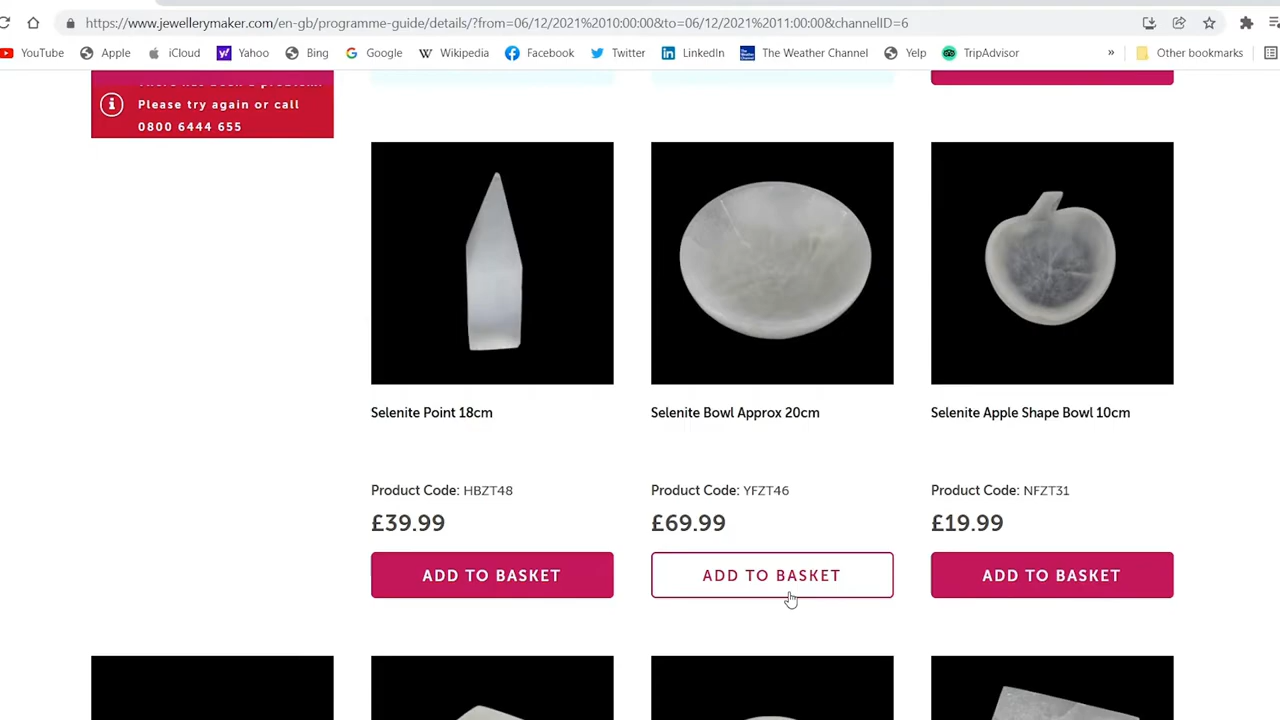 https://www.jewellerymaker.com/en-gb/programme-guide/details/?from=06/12/2021%2010:00:00&to=06/12/2021%2011:00:00&channelID=6
YouTube Apple iCloud Yahoo Bing Google Wikipedia Facebook Twitter LinkedIn The Weather Channel Yelp TripAdvisor » Other bookmarks
There has been a problem.
Please try again or call
0800 6444 655
Selenite Point 18cm
Product Code: HBZT48
£39.99
ADD TO BASKET
Selenite Bowl Approx 20cm
Product Code: YFZT46
£69.99
ADD TO BASKET
Selenite Apple Shape Bowl 10cm
Product Code: NFZT31
£19.99
ADD TO BASKET